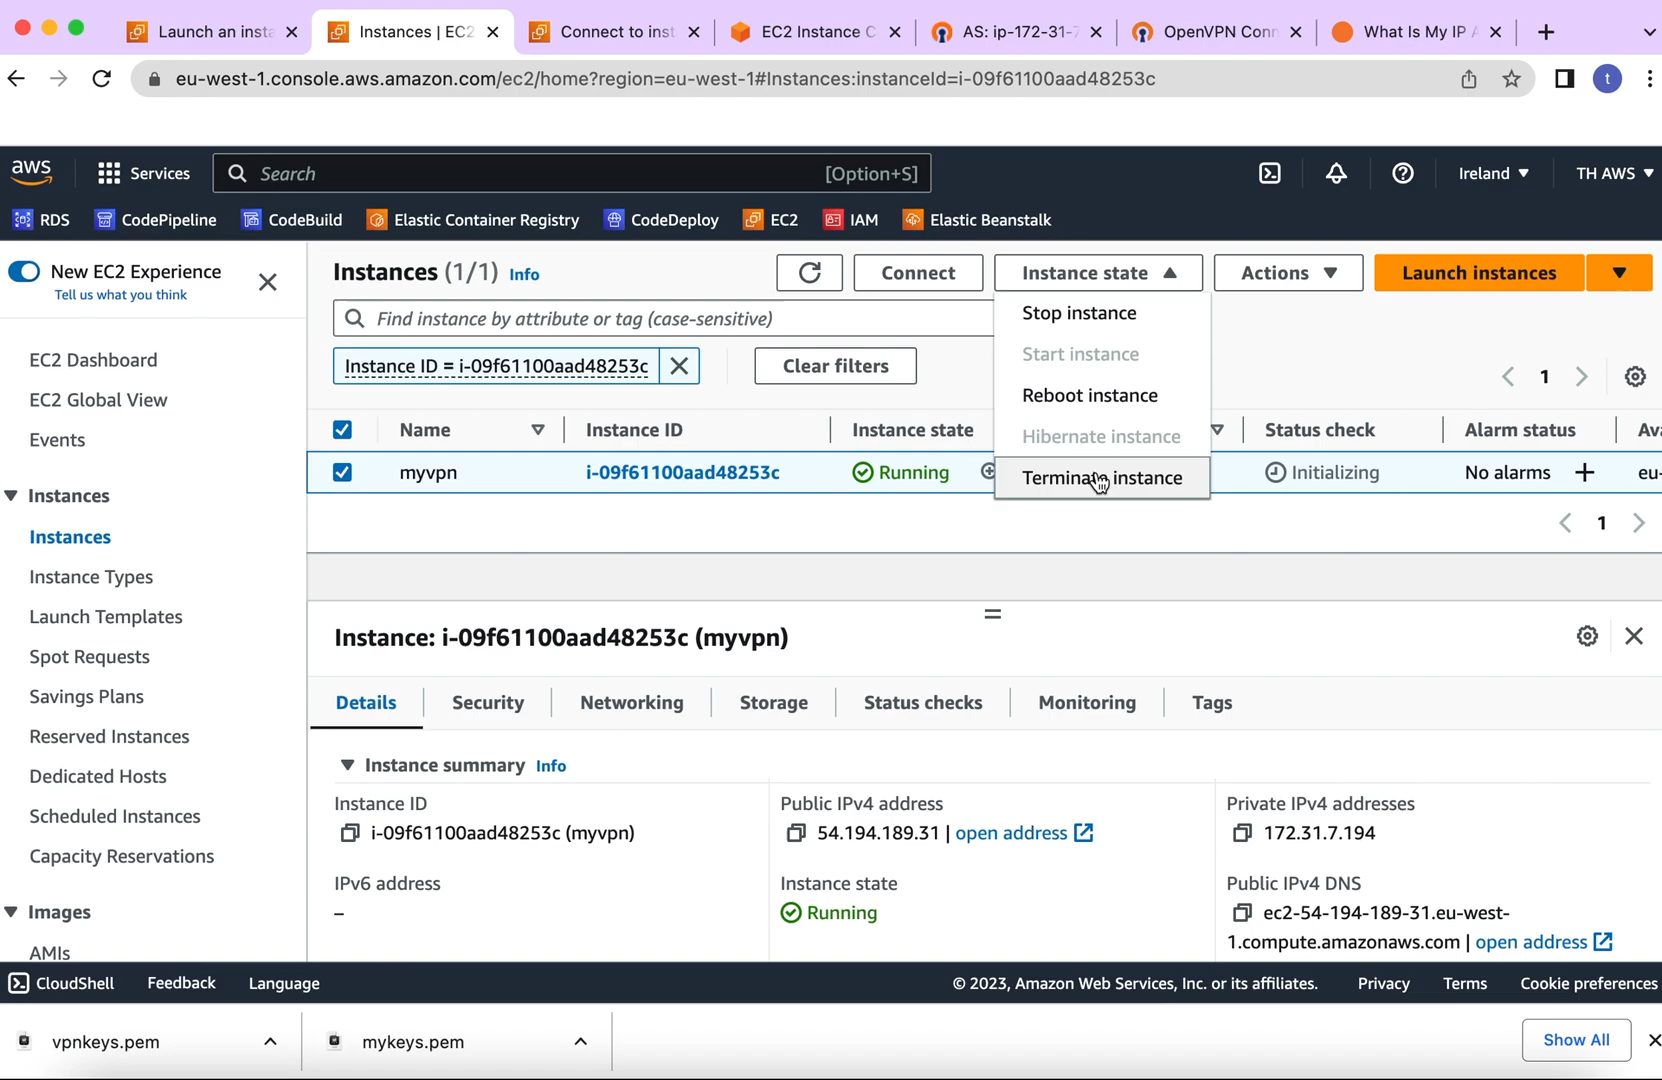 Launch an insta
Instances | EC2
Connect to inst
EC2 Instance C
AS: ip-172-31-7
OpenVPN Conn
What Is My IP A
eu-west-1.console.aws.amazon.com/ec2/home?region=eu-west-1#Instances:instanceId=i-09f61100aad48253c
t
aws
Services
Search
[Option+S]
Ireland
TH AWS
RDS
CodePipeline
CodeBuild
Elastic Container Registry
CodeDeploy
EC2
IAM
Elastic Beanstalk
New EC2 Experience
Tell us what you think
EC2 Dashboard
EC2 Global View
Events
Instances
Instances
Instance Types
Launch Templates
Spot Requests
Savings Plans
Reserved Instances
Dedicated Hosts
Scheduled Instances
Capacity Reservations
Images
AMIs
Instances (1/1) Info
Connect
Instance state
Actions
Launch instances
Find instance by attribute or tag (case-sensitive)
Stop instance
Start instance
Reboot instance
Hibernate instance
Terminate instance
Instance ID = i-09f61100aad48253c
Clear filters
1
Name
Instance ID
Instance state
Status check
Alarm status
Ava
myvpn
i-09f61100aad48253c
Running
Initializing
No alarms
eu-
1
Instance: i-09f61100aad48253c (myvpn)
Details
Security
Networking
Storage
Status checks
Monitoring
Tags
Instance summary Info
Instance ID
i-09f61100aad48253c (myvpn)
Public IPv4 address
54.194.189.31 | open address
Private IPv4 addresses
172.31.7.194
IPv6 address
–
Instance state
Running
Public IPv4 DNS
ec2-54-194-189-31.eu-west-
1.compute.amazonaws.com | open address
CloudShell
Feedback
Language
© 2023, Amazon Web Services, Inc. or its affiliates.
Privacy
Terms
Cookie preferences
vpnkeys.pem
mykeys.pem
Show All